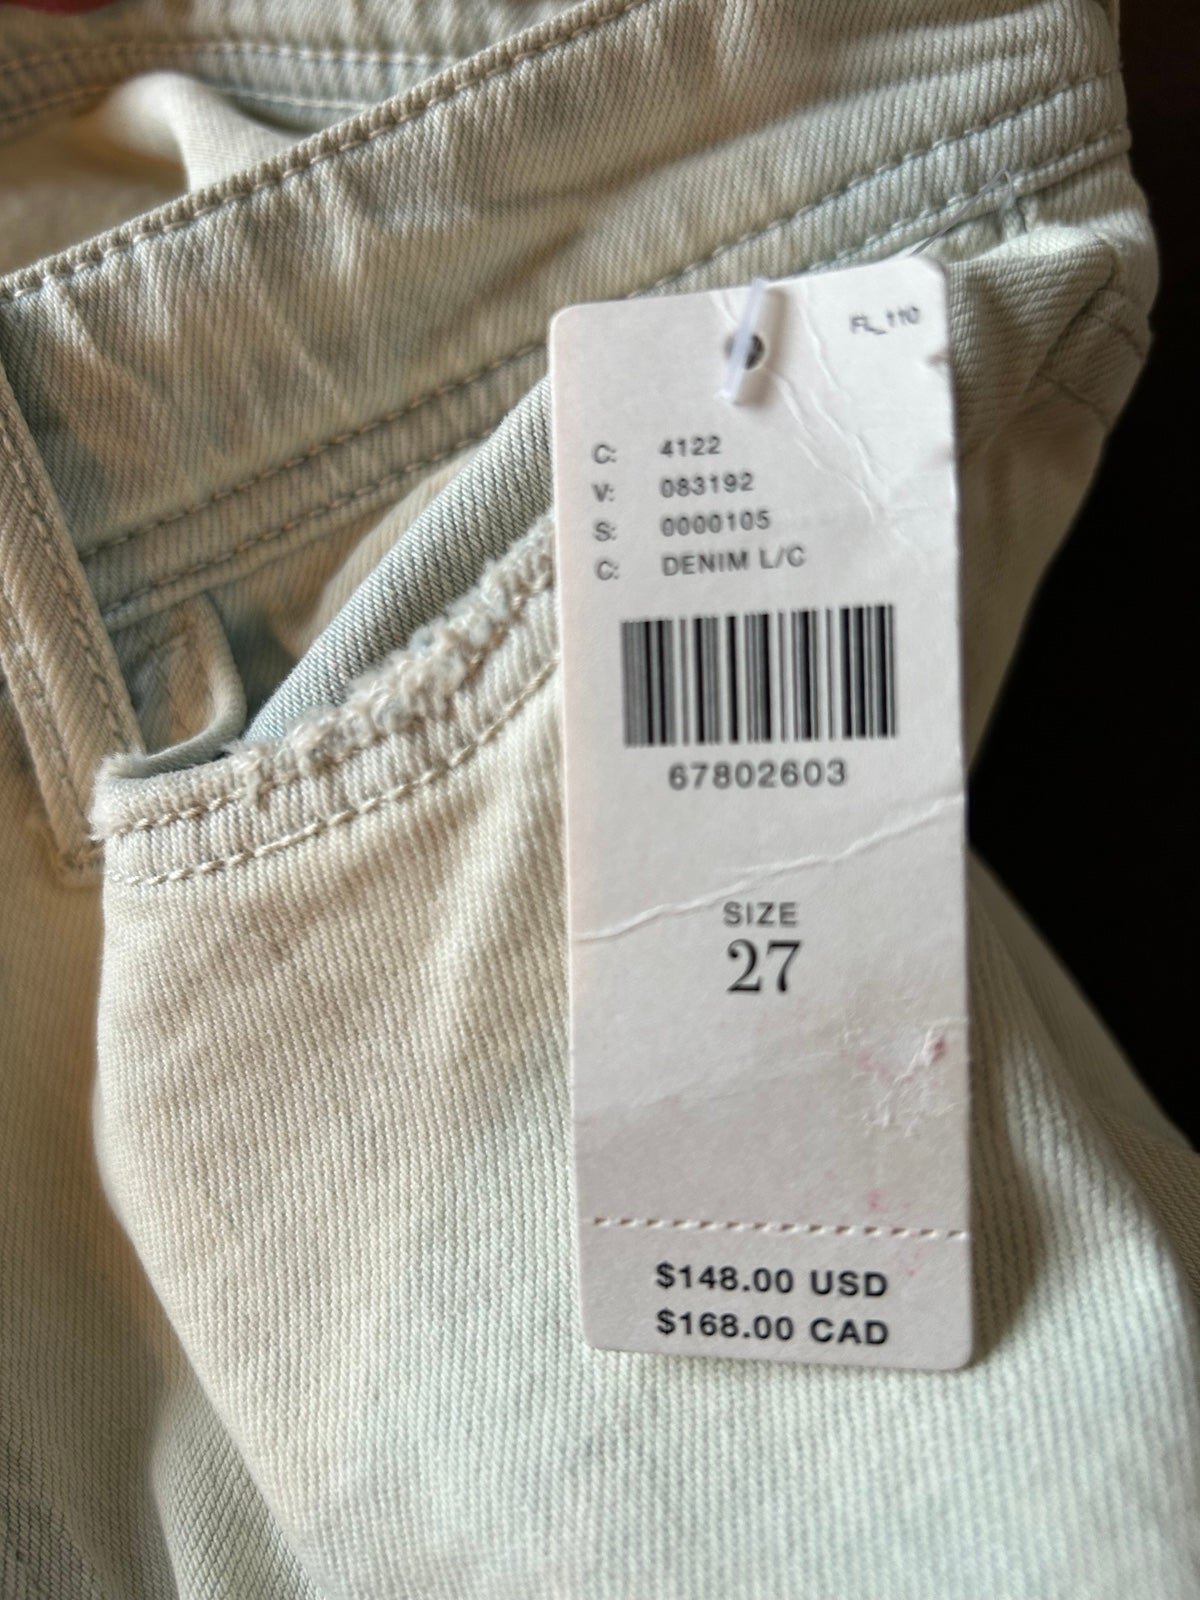 FL_110
C: 4122
V: 083192
S: 0000105
C: DENIM L/C
67802603
SIZE
27
$148.00 USD
$168.00 CAD